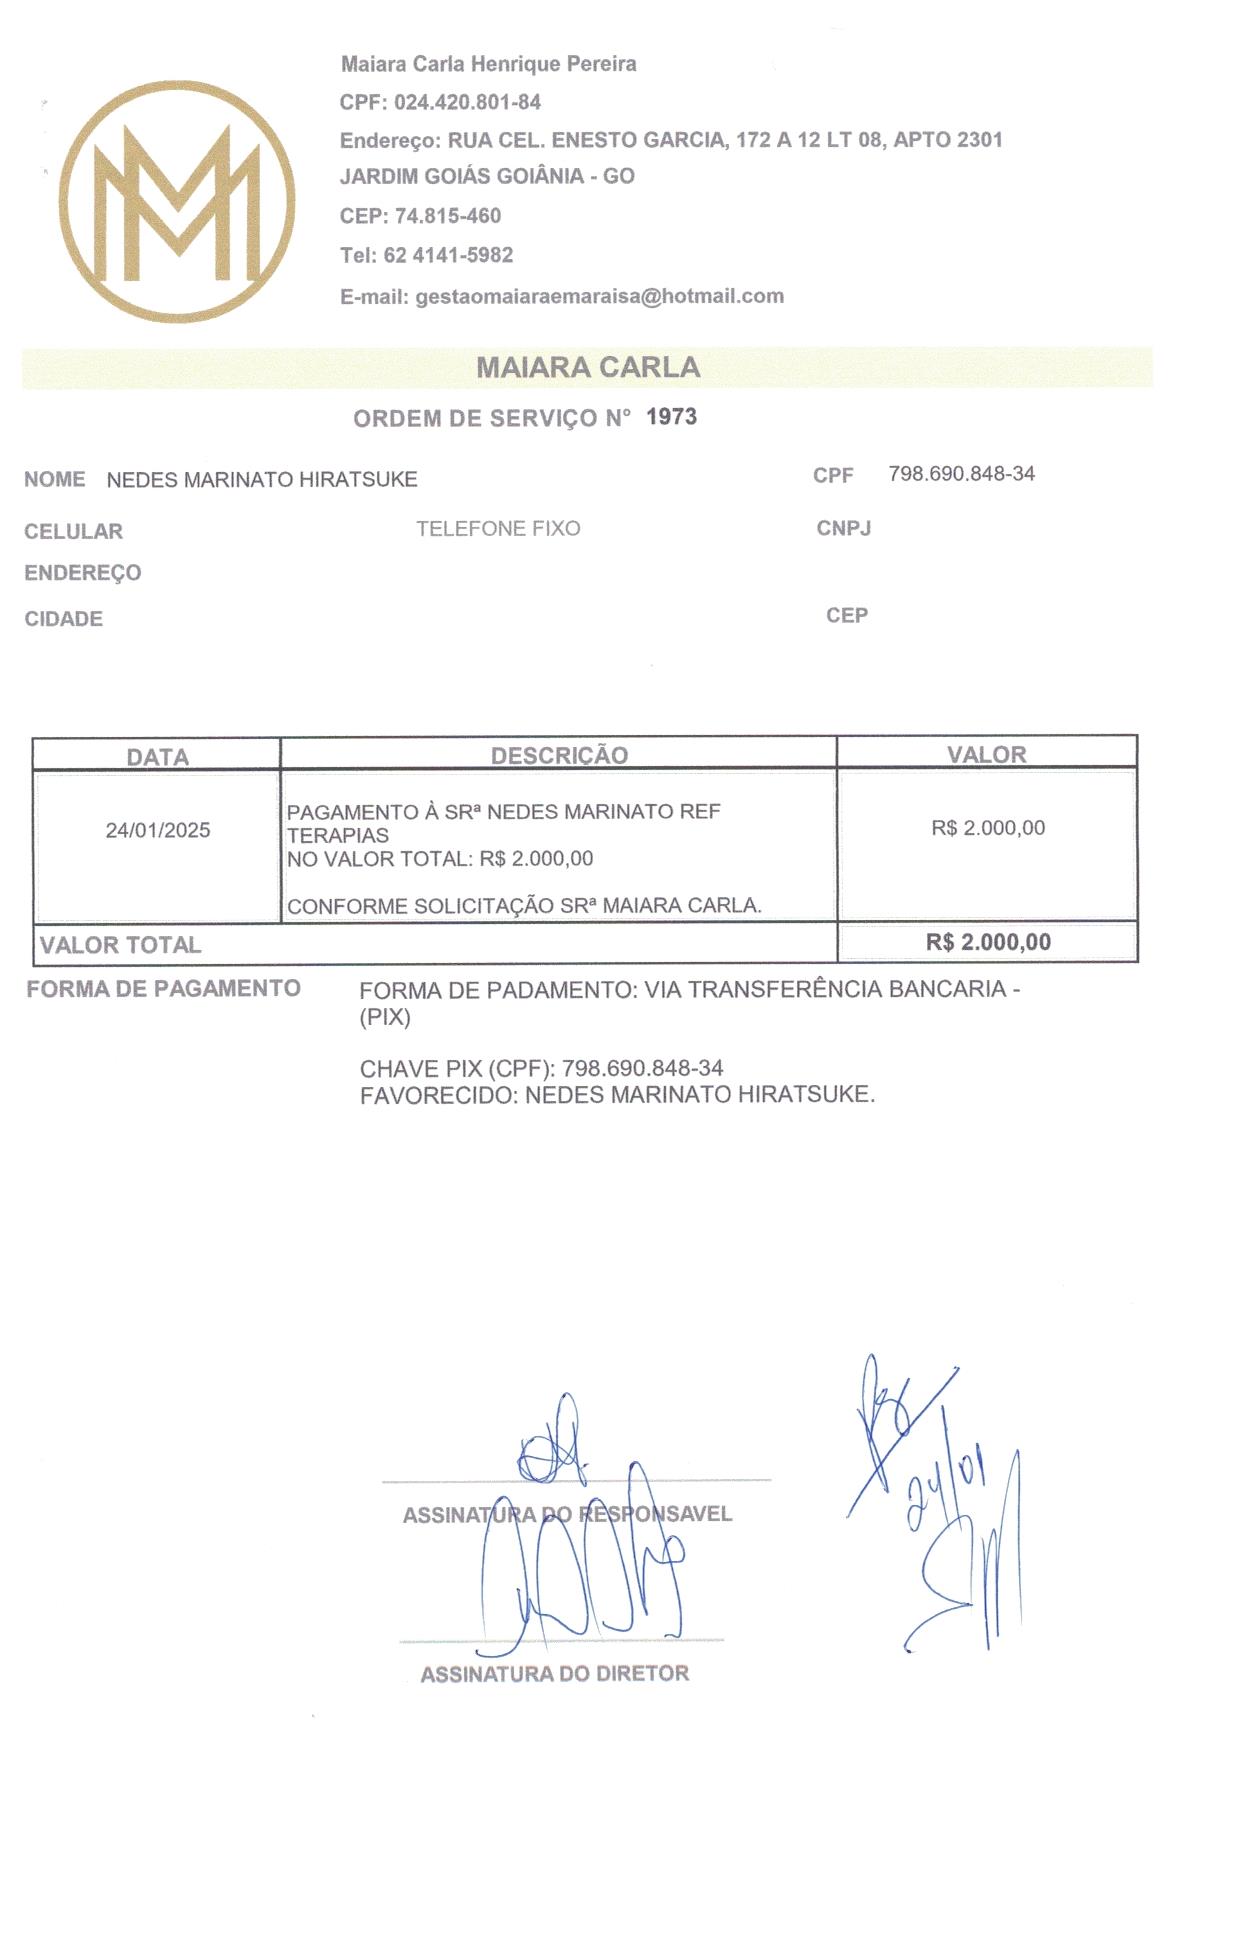 Maiara Carla Henrique Pereira
CPF: 024.420.801-84
Endereço: RUA CEL. ENESTO GARCIA, 172 A 12 LT 08, APTO 2301
JARDIM GOIÁS GOIÂNIA - GO
CEP: 74.815-460
Tel: 62 4141-5982
E-mail: gestaomaiaraemaraisa@hotmail.com
MAIARA CARLA
ORDEM DE SERVIÇO N° 1973
NOME NEDES MARINATO HIRATSUKE CPF 798.690.848-34
CELULAR TELEFONE FIXO CNPJ
ENDEREÇO
CIDADE CEP
DATA DESCRIÇÃO VALOR
PAGAMENTO À SRª NEDES MARINATO REF
24/01/2025 TERAPIAS R$ 2.000,00
NO VALOR TOTAL: R$ 2.000,00
CONFORME SOLICITAÇÃO SRª MAIARA CARLA.
VALOR TOTAL R$ 2.000,00
FORMA DE PAGAMENTO FORMA DE PADAMENTO: VIA TRANSFERÊNCIA BANCARIA -
(PIX)
CHAVE PIX (CPF): 798.690.848-34
FAVORECIDO: NEDES MARINATO HIRATSUKE.
24/01
ASSINATURA DO RESPONSAVEL
ASSINATURA DO DIRETOR